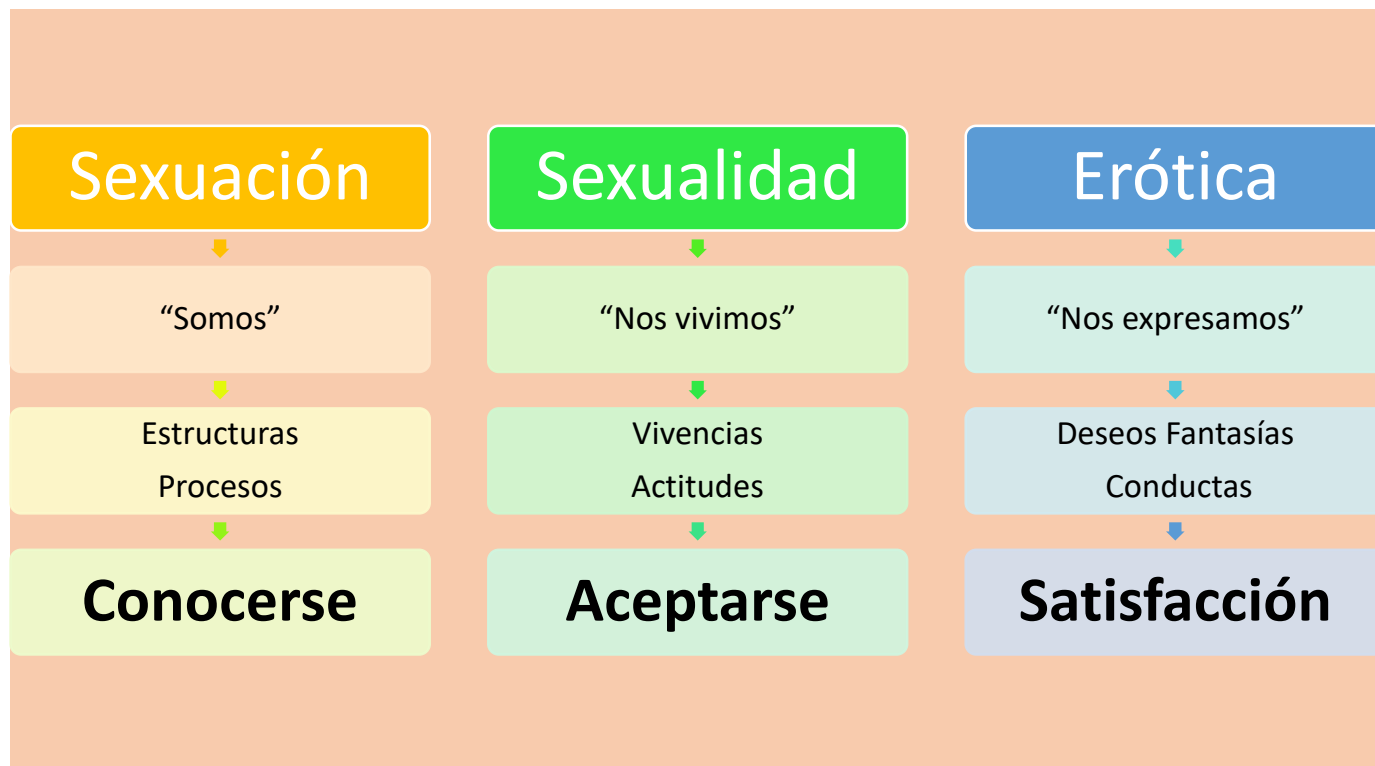 Sexuación
“Somos”
Estructuras
Procesos
Conocerse
Sexualidad
“Nos vivimos”
Vivencias
Actitudes
Aceptarse
Erótica
“Nos expresamos”
Deseos Fantasías
Conductas
Satisfacción